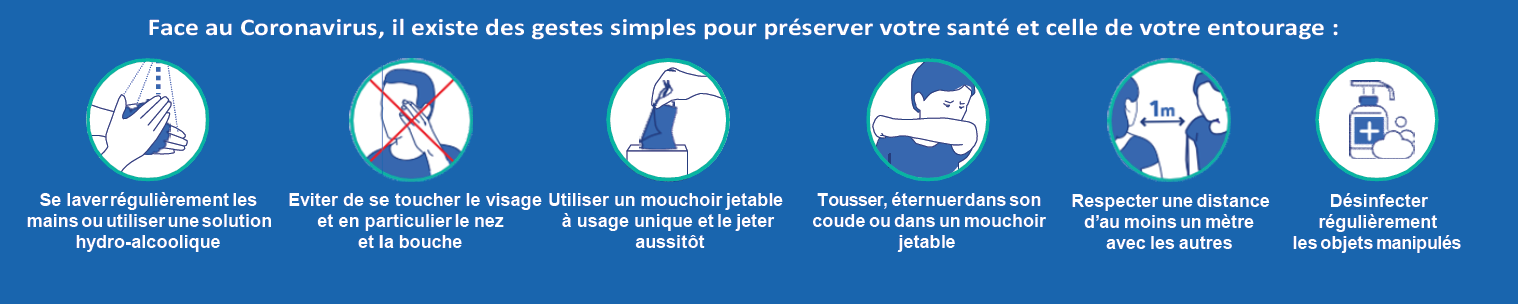 Face au Coronavirus, il existe des gestes simples pour préserver votre santé et celle de votre entourage :
1m
Se laver régulièrement les
mains ou utiliser une solution
hydro-alcoolique
Eviter de se toucher le visage
et en particulier le nez
et la bouche
Utiliser un mouchoir jetable
à usage unique et le jeter
aussitôt
Tousser, éternuer dans son
coude ou dans un mouchoir
jetable
Respecter une distance
d'au moins un mètre
avec les autres
Désinfecter
régulièrement
les objets manipulés